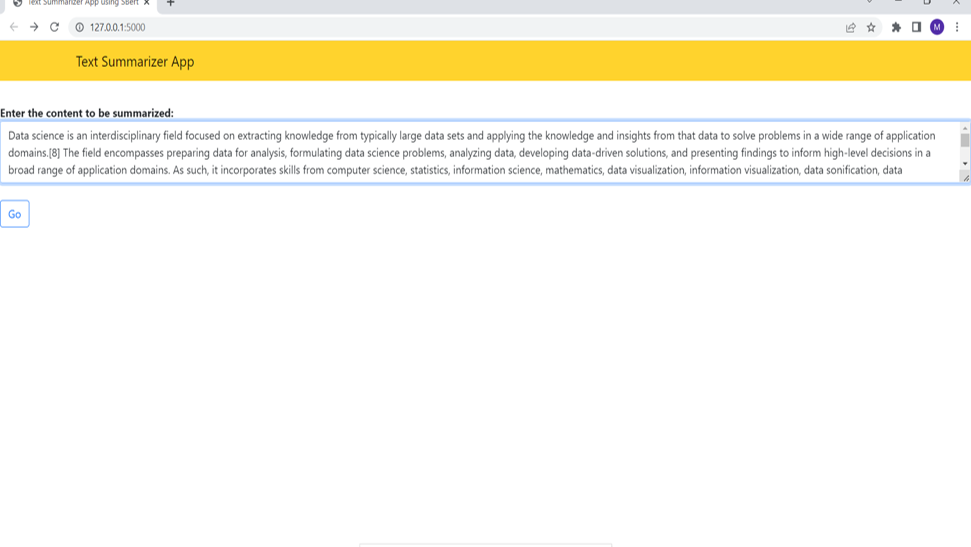 Text Summarizer App using SBert
127.0.0.1:5000
M
Text Summarizer App
Enter the content to be summarized:
Data science is an interdisciplinary field focused on extracting knowledge from typically large data sets and applying the knowledge and insights from that data to solve problems in a wide range of application
domains.[8] The field encompasses preparing data for analysis, formulating data science problems, analyzing data, developing data-driven solutions, and presenting findings to inform high-level decisions in a
broad range of application domains. As such, it incorporates skills from computer science, statistics, information science, mathematics, data visualization, information visualization, data sonification, data
Go